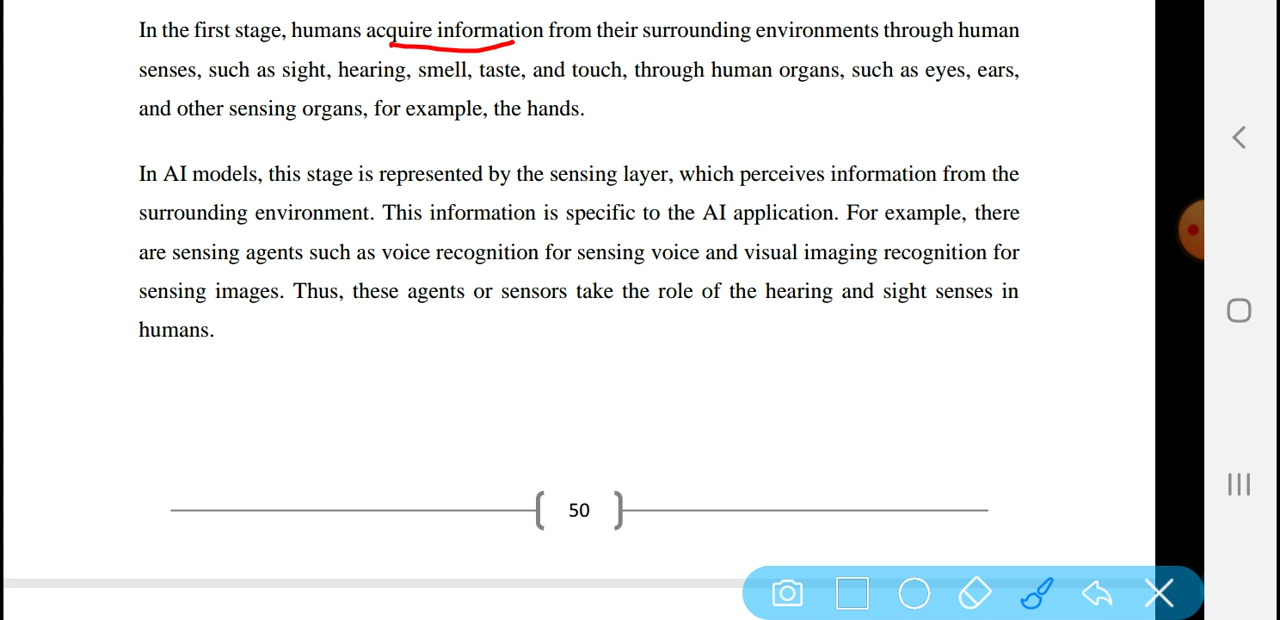 In the first stage, humans acquire information from their surrounding environments through human
senses, such as sight, hearing, smell, taste, and touch, through human organs, such as eyes, ears,
and other sensing organs, for example, the hands.
In AI models, this stage is represented by the sensing layer, which perceives information from the
surrounding environment. This information is specific to the AI application. For example, there
are sensing agents such as voice recognition for sensing voice and visual imaging recognition for
sensing images. Thus, these agents or sensors take the role of the hearing and sight senses in
humans.
50